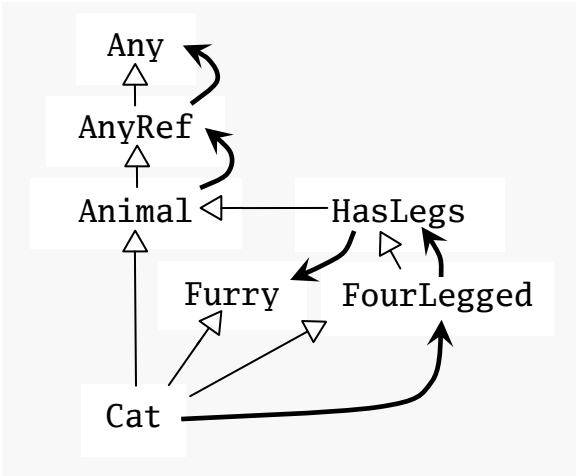 Any
AnyRef
Animal
HasLegs
Furry
FourLegged
Cat